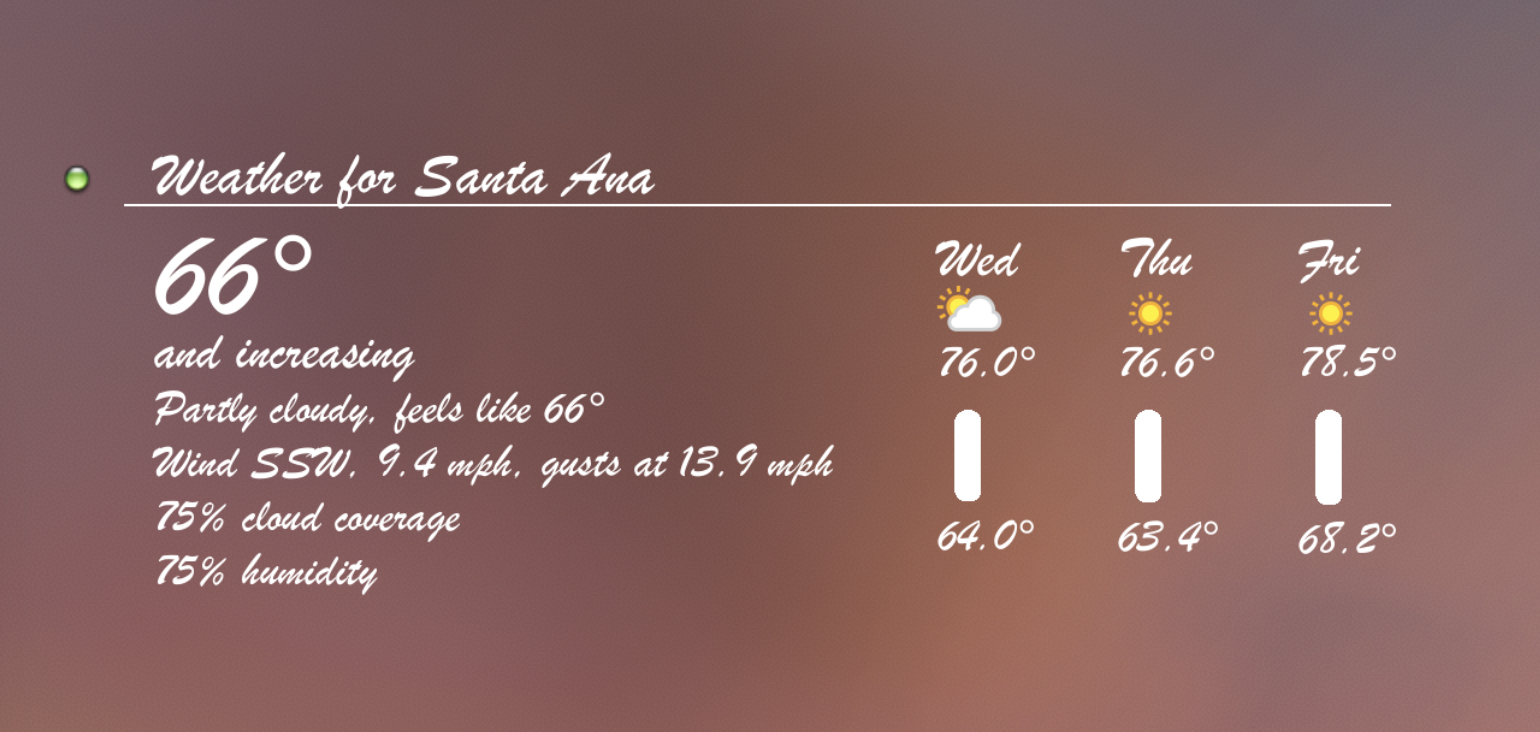 Weather for Santa Ana
66°
and increasing
Partly cloudy, feels like 66°
Wind SSW, 9.4 mph, gusts at 13.9 mph
75% cloud coverage
75% humidity
Wed Thu Fri
76.0° 76.6° 78.5°
64.0° 63.4° 68.2°